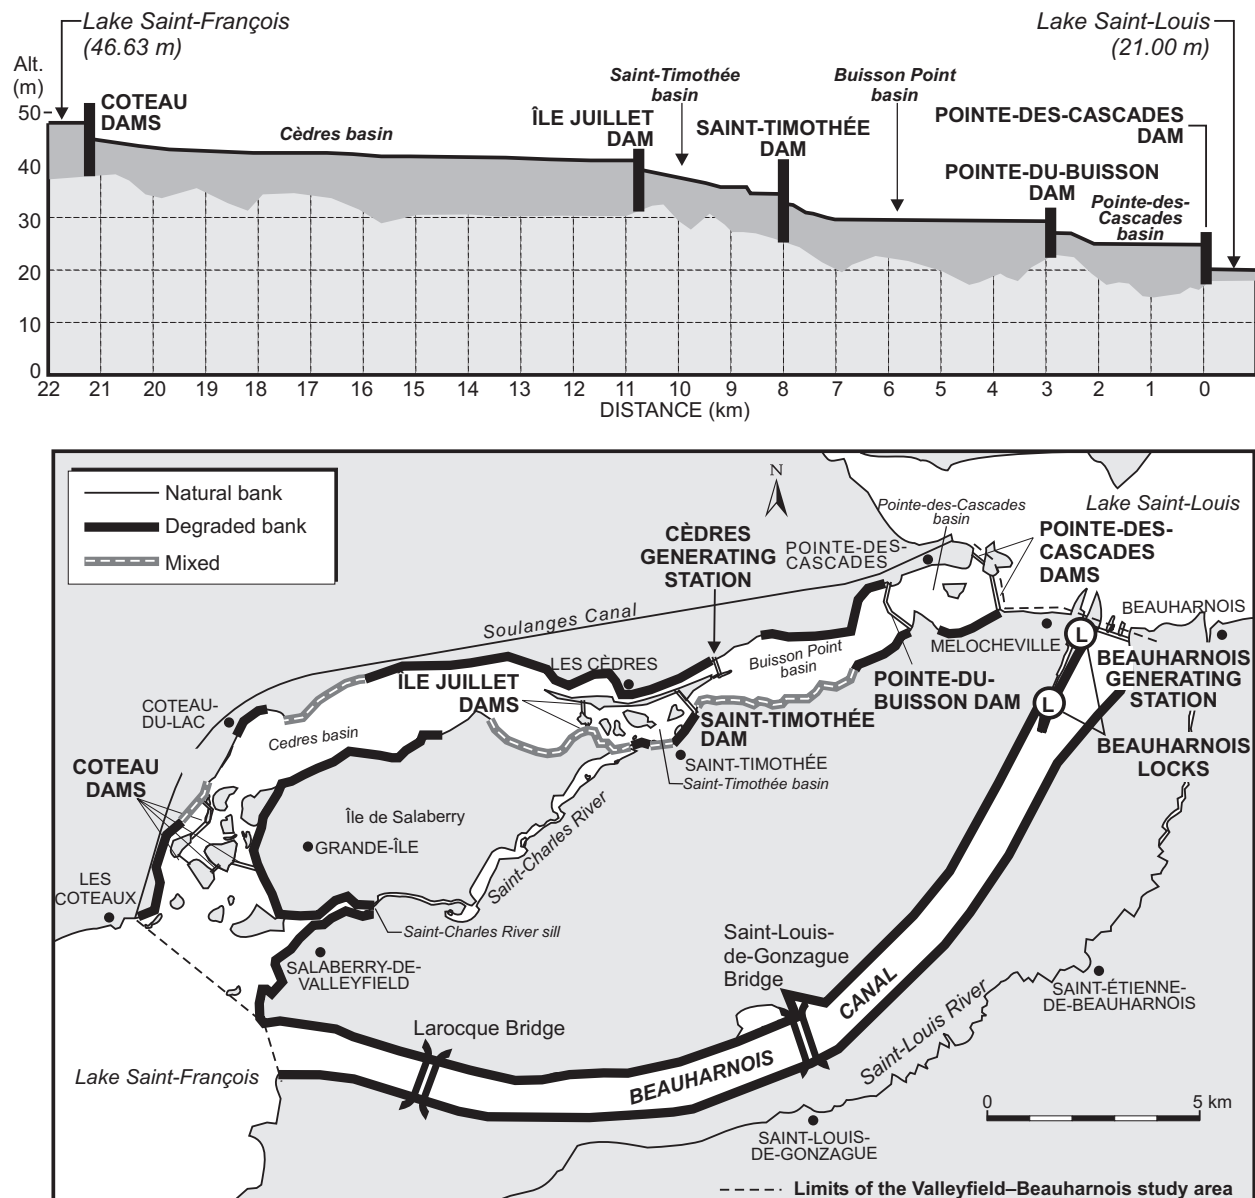 Lake Saint-François
(46.63 m)
Lake Saint-Louis
(21.00 m)
Alt.
(m)
50
40
30
20
10
0
COTEAU
DAMS
Cèdres basin
ÎLE JUILLET
DAM
Saint-Timothée
basin
SAINT-TIMOTHÉE
DAM
Buisson Point
basin
POINTE-DES-CASCADES
DAM
POINTE-DU-BUISSON
DAM
Pointe-des-
Cascades
basin
22 21 20 19 18 17 16 15 14 13 12 11 10 9 8 7 6 5 4 3 2 1 0
DISTANCE (km)
Natural bank
Degraded bank
Mixed
N
Pointe-des-Cascades
basin
Lake Saint-Louis
CÈDRES
GENERATING
STATION
POINTE-DES-
CASCADES
POINTE-DES-
CASCADES
DAMS
Soulanges Canal
BEAUHARNOIS
MELOCHEVILLE
L
L
LES CÈDRES
Buisson Point
basin
BEAUHARNOIS
GENERATING
STATION
ÎLE JUILLET
DAMS
POINTE-DU-
BUISSON DAM
COTEAU-
DU-LAC
Cedres basin
SAINT-TIMOTHÉE
DAM
BEAUHARNOIS
LOCKS
SAINT-TIMOTHÉE
Saint-Timothée basin
COTEAU
DAMS
Île de Salaberry
GRANDE-ÎLE
Saint-Charles River
LES
COTEAUX
Saint-Charles River sill
SALABERRY-DE-
VALLEYFIELD
Saint-Louis-
de-Gonzague
Bridge
CANAL
Saint-Louis River
SAINT-ÉTIENNE-
DE-BEAUHARNOIS
Larocque Bridge
Lake Saint-François
BEAUHARNOIS
0 5 km
SAINT-LOUIS-
DE-GONZAGUE
Limits of the Valleyfield–Beauharnois study area